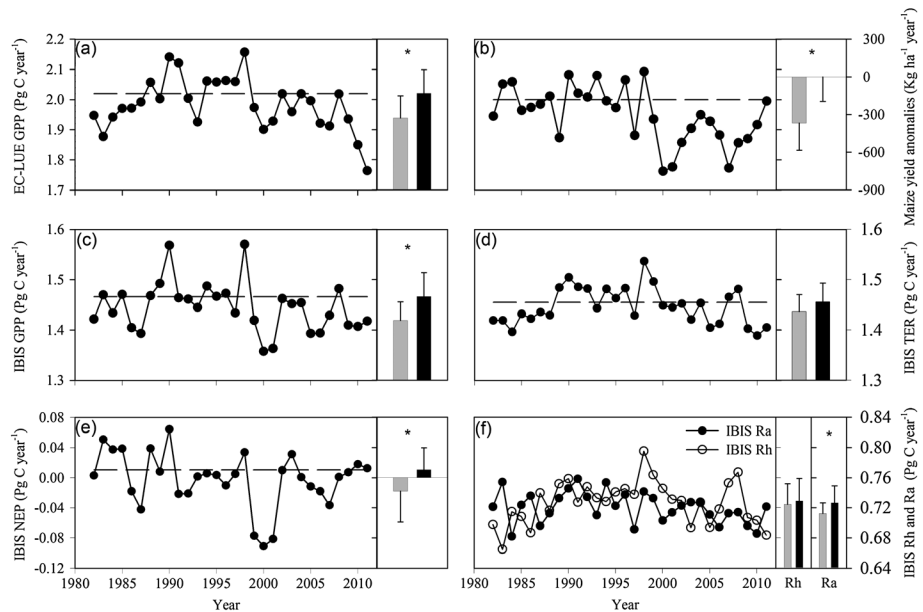 (a)
EC-LUE GPP (Pg C year⁻¹)
2.2
2.1
2.0
1.9
1.8
1.7
*
(b)
*
300
0
-300
-600
-900
Maize yield anomalies (Kg ha⁻¹ year⁻¹)
(c)
IBIS GPP (Pg C year⁻¹)
1.6
1.5
1.4
1.3
*
(d)
1.6
1.5
1.4
1.3
IBIS TER (Pg C year⁻¹)
(e)
IBIS NEP (Pg C year⁻¹)
0.08
0.04
0.00
-0.04
-0.08
-0.12
*
1980 1985 1990 1995 2000 2005 2010
Year
(f)
IBIS Ra
IBIS Rh
*
0.84
0.80
0.76
0.72
0.68
0.64
IBIS Rh and Ra (Pg C year⁻¹)
1980 1985 1990 1995 2000 2005 2010
Rh Ra
Year